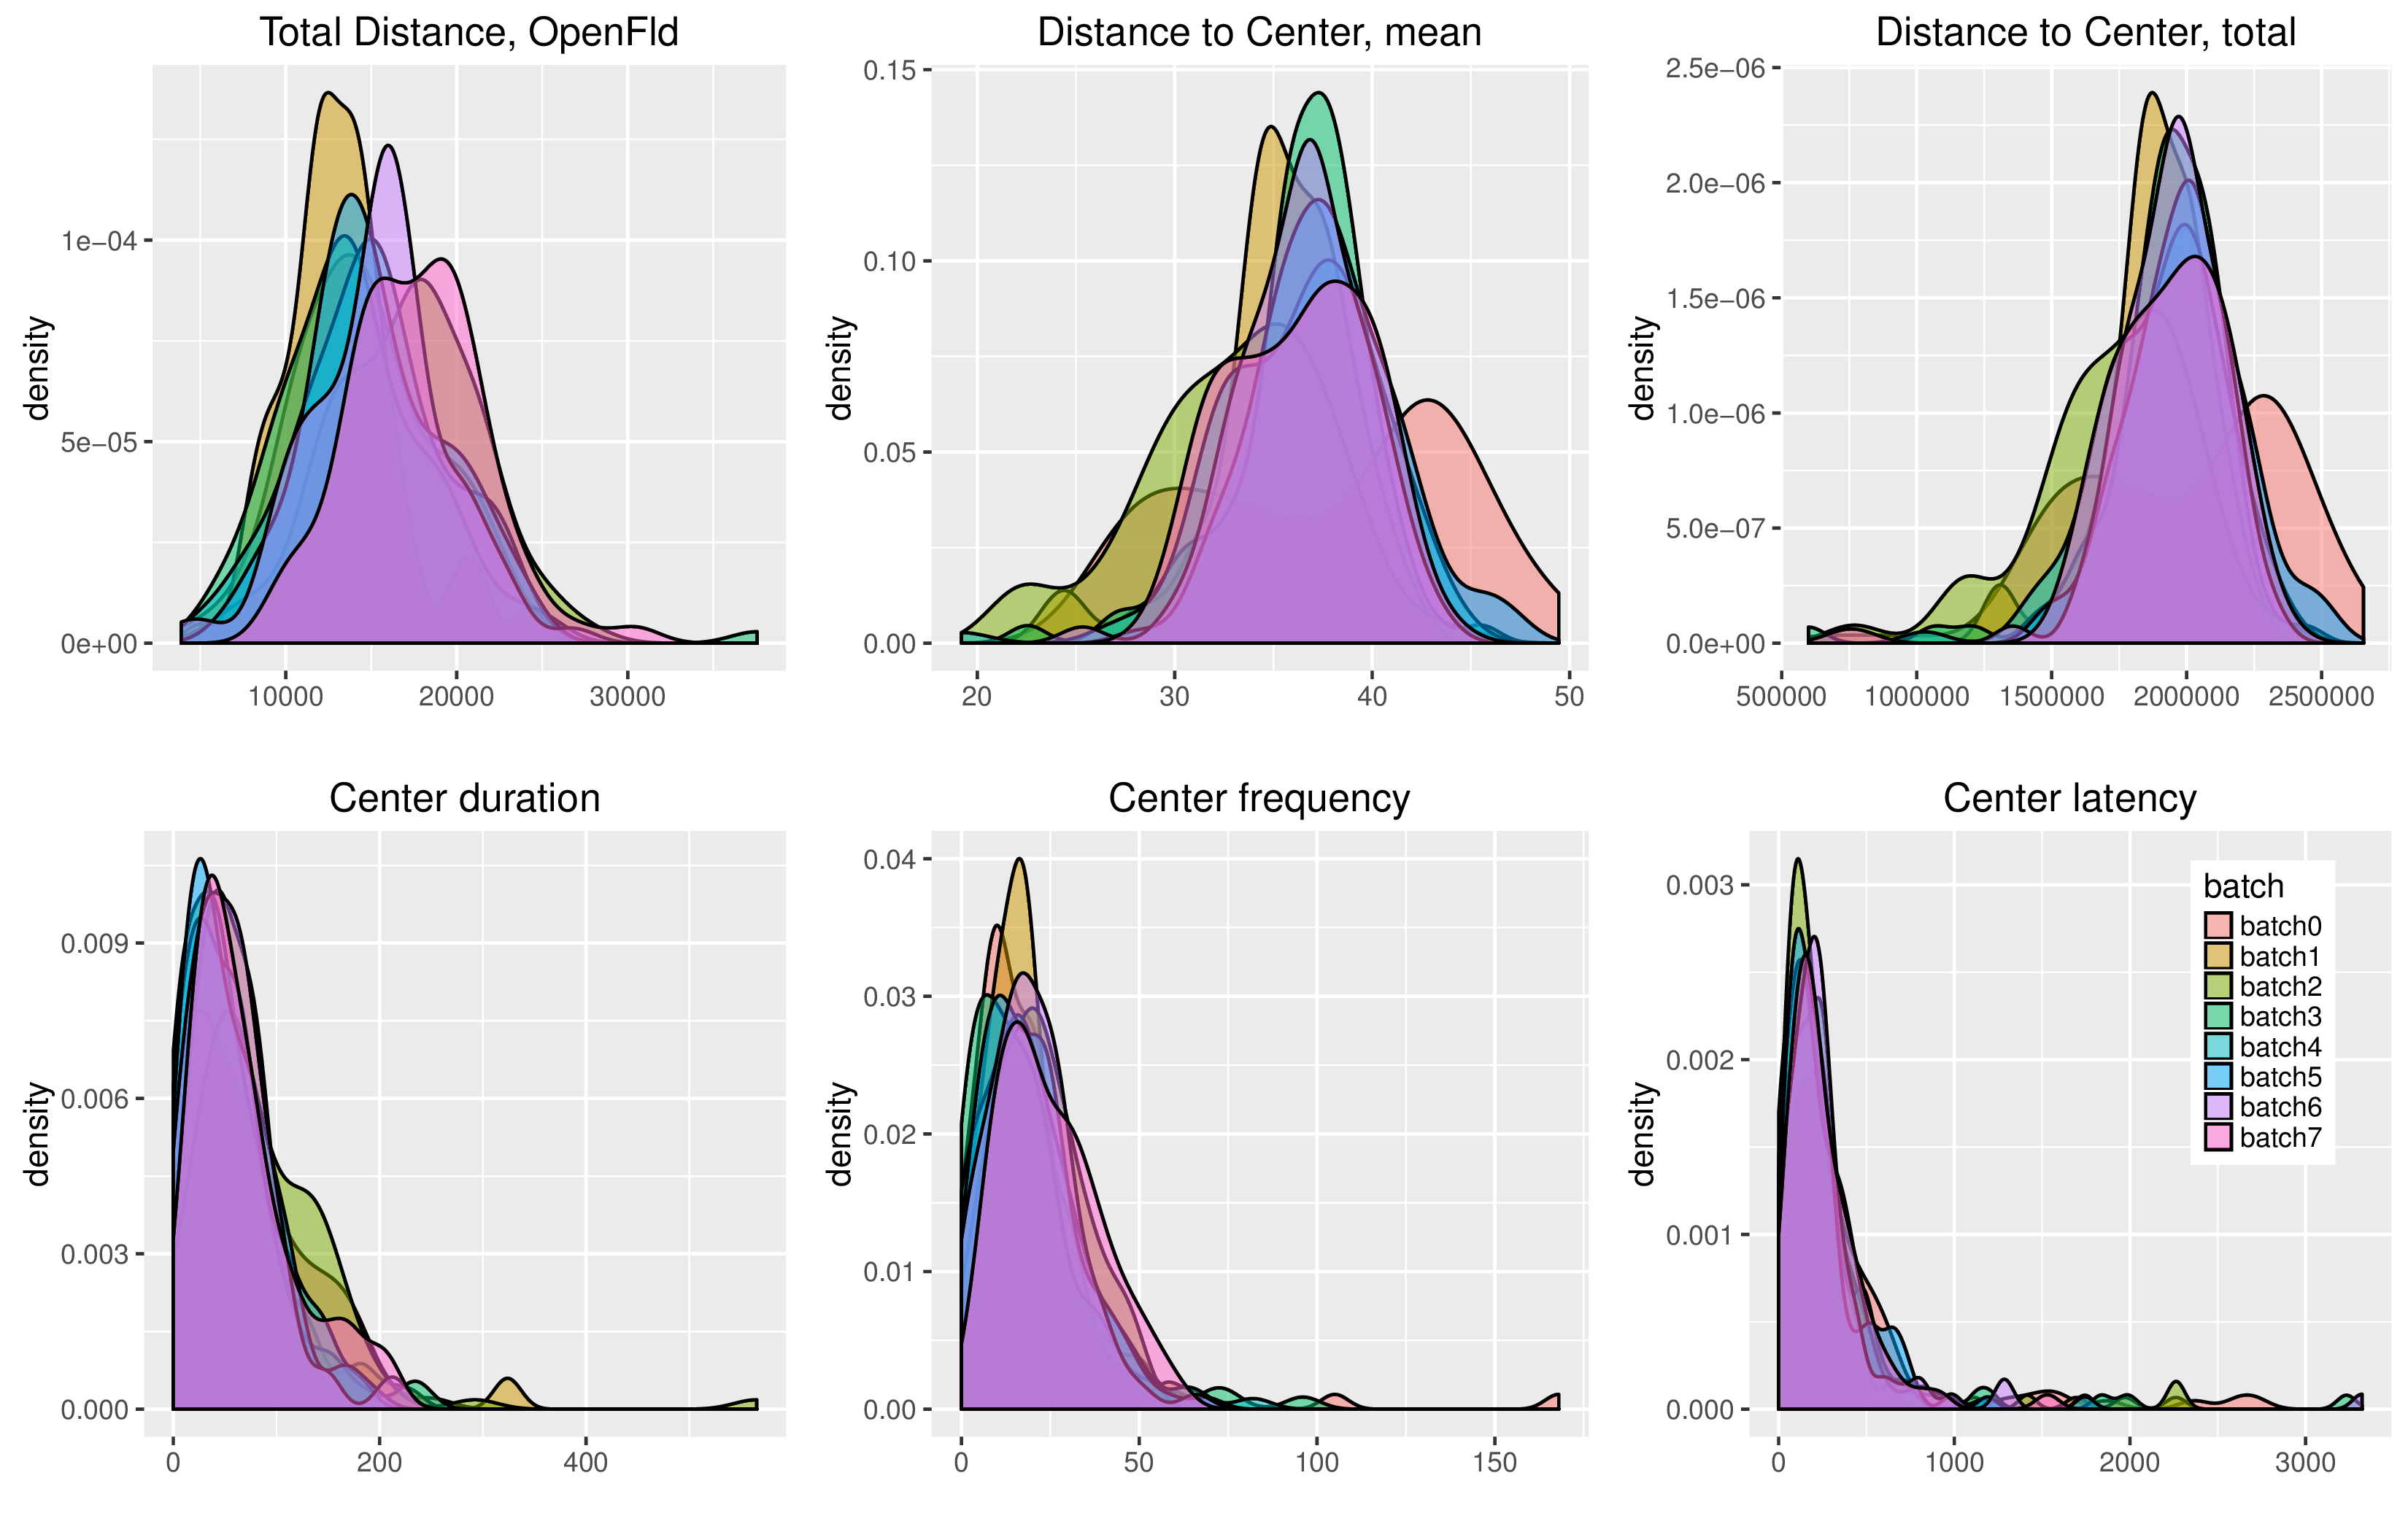 Total Distance, OpenFld
density
1e−04
5e−05
0e+00
10000 20000 30000
Distance to Center, mean
density
0.15
0.10
0.05
0.00
20 30 40 50
Distance to Center, total
density
2.5e−06
2.0e−06
1.5e−06
1.0e−06
5.0e−07
0.0e+00
500000 1000000 1500000 2000000 2500000
Center duration
density
0.009
0.006
0.003
0.000
0 200 400
Center frequency
density
0.04
0.03
0.02
0.01
0.00
0 50 100 150
Center latency
density
0.003
0.002
0.001
0.000
0 1000 2000 3000
batch
batch0
batch1
batch2
batch3
batch4
batch5
batch6
batch7